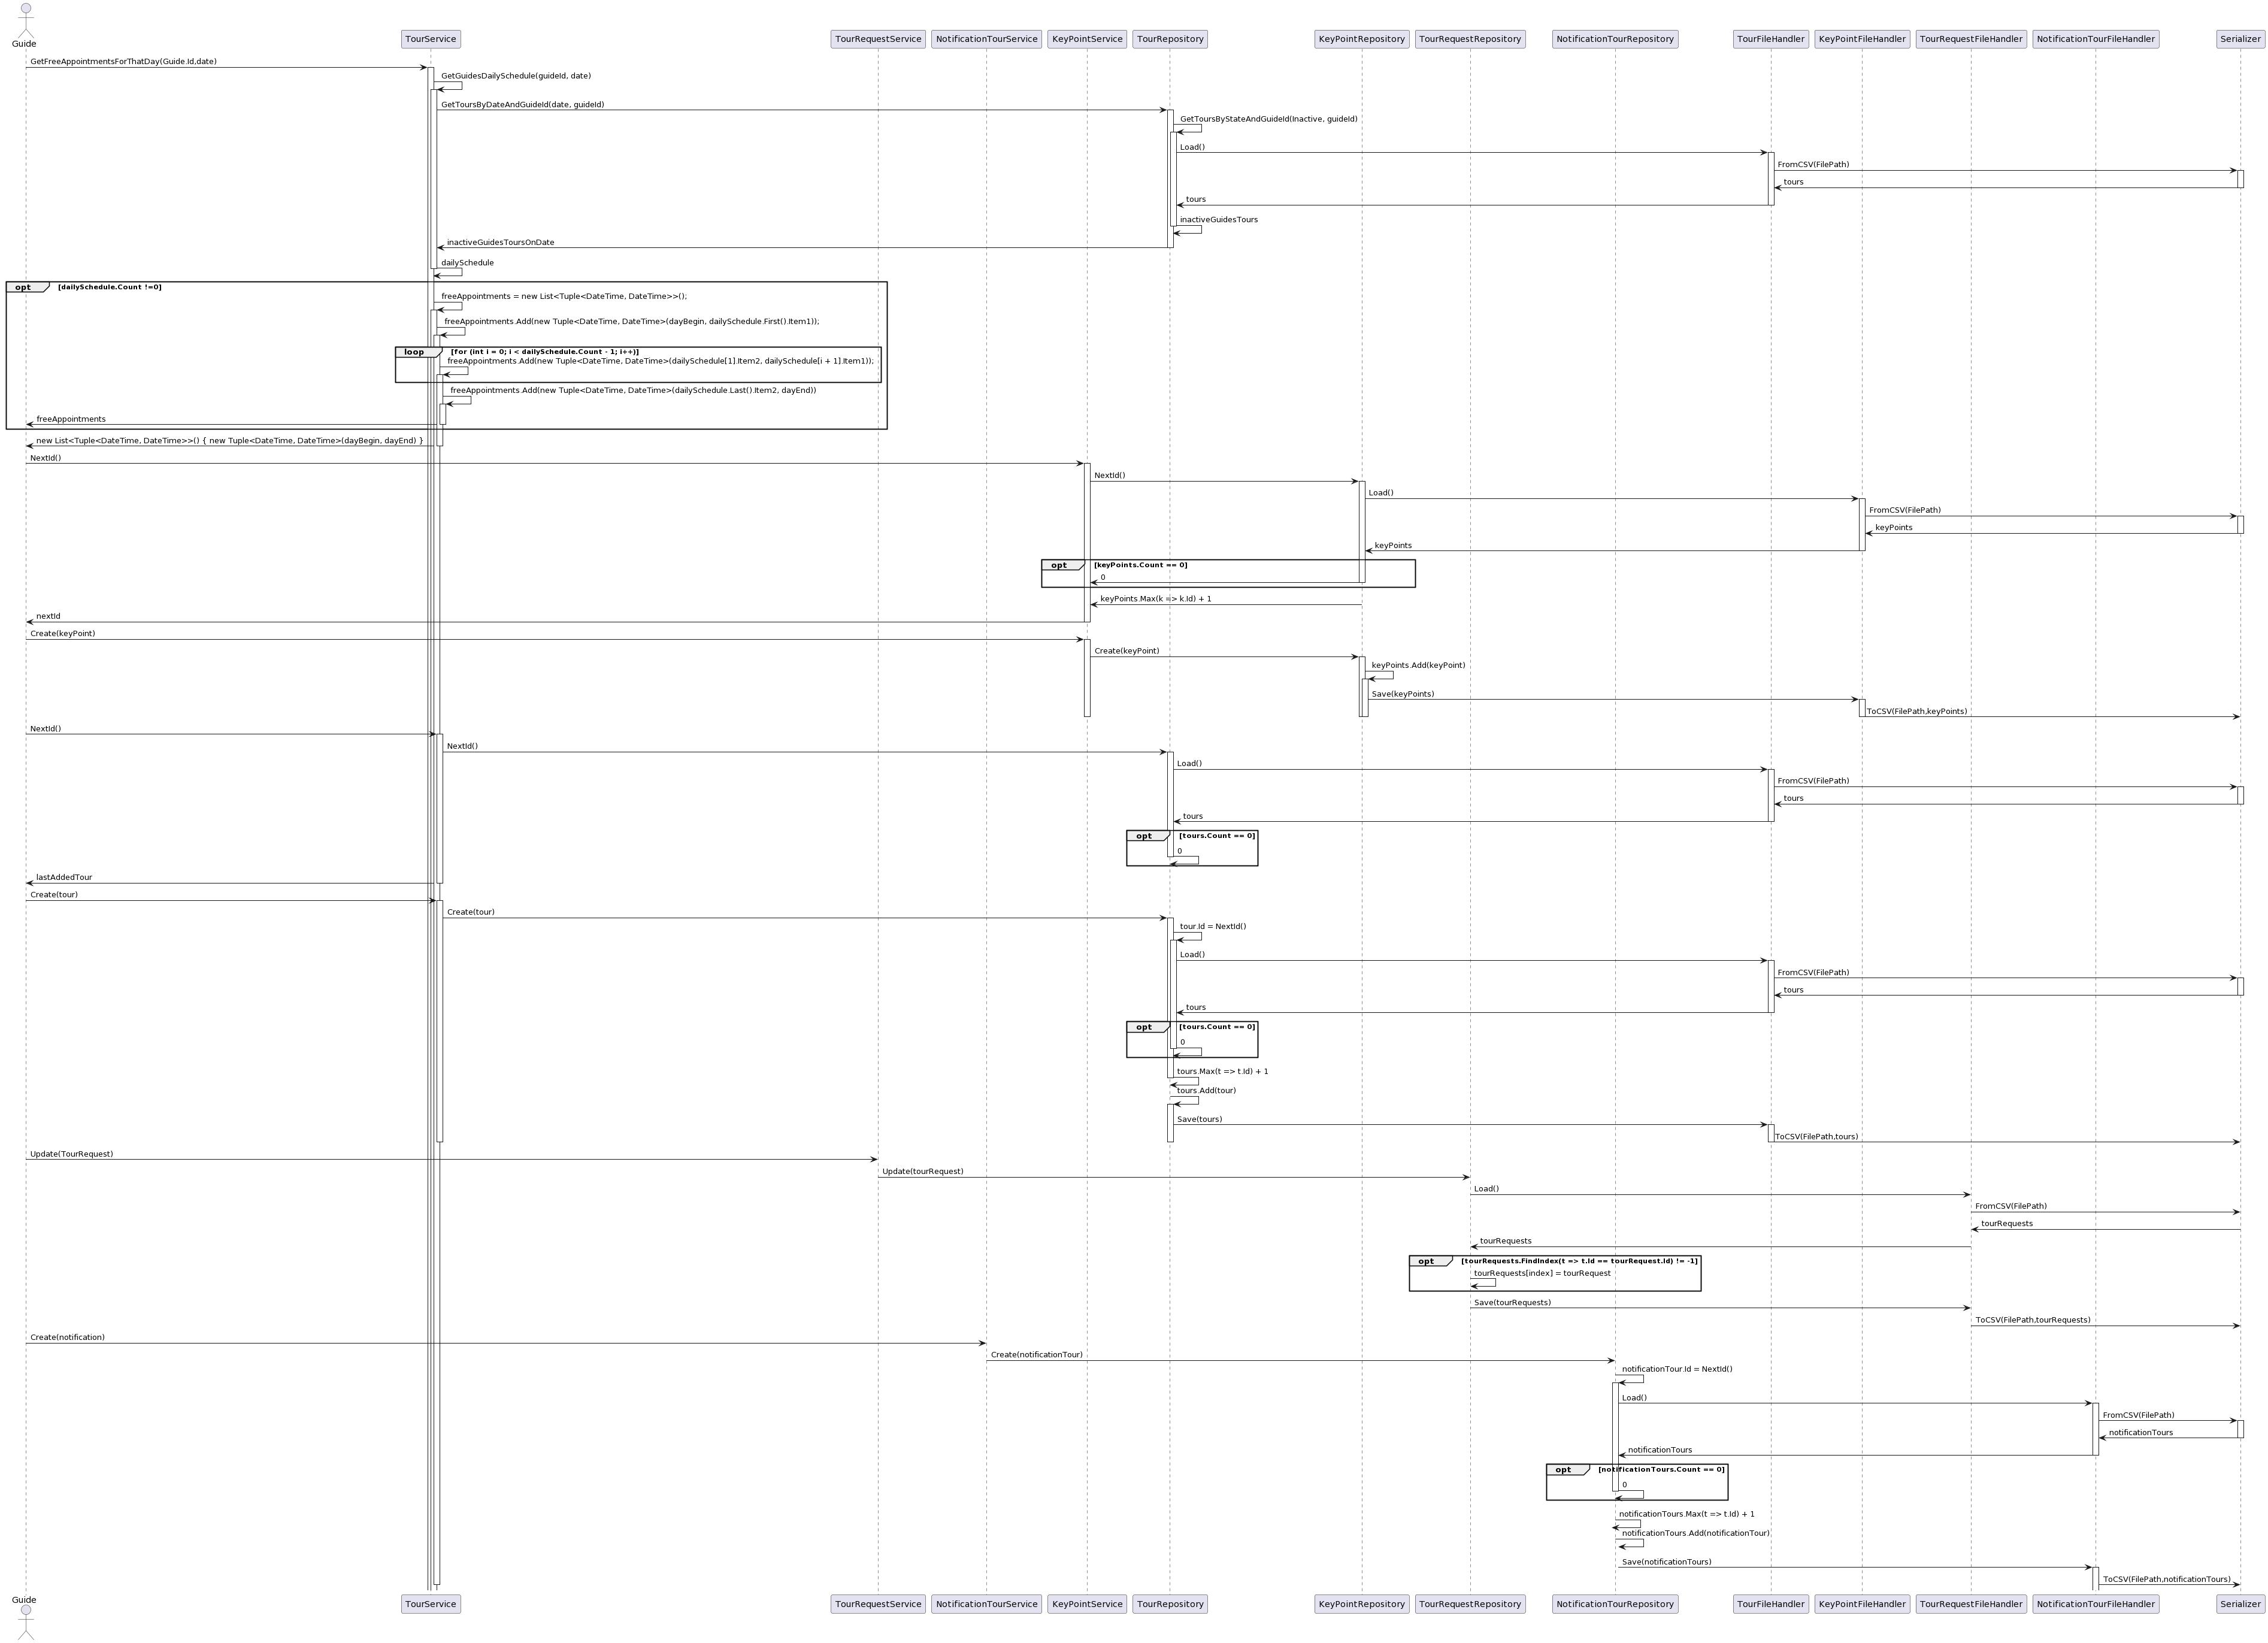 Guide
TourService
TourRequestService
NotificationTourService
KeyPointService
TourRepository
KeyPointRepository
TourRequestRepository
NotificationTourRepository
TourFileHandler
KeyPointFileHandler
TourRequestFileHandler
NotificationTourFileHandler
Serializer
GetFreeAppointmentsForThatDay(Guide.Id,date)
GetGuidesDailySchedule(guideId, date)
GetToursByDateAndGuideId(date, guideId)
GetToursByStateAndGuideId(Inactive, guideId)
Load()
FromCSV(FilePath)
tours
tours
inactiveGuidesTours
inactiveGuidesToursOnDate
dailySchedule
opt [dailySchedule.Count !=0]
freeAppointments = new List<Tuple<DateTime, DateTime>>();
freeAppointments.Add(new Tuple<DateTime, DateTime>(dayBegin, dailySchedule.First().Item1));
loop [for (int i = 0; i < dailySchedule.Count - 1; i++)]
freeAppointments.Add(new Tuple<DateTime, DateTime>(dailySchedule[1].Item2, dailySchedule[i + 1].Item1));
freeAppointments.Add(new Tuple<DateTime, DateTime>(dailySchedule.Last().Item2, dayEnd))
freeAppointments
new List<Tuple<DateTime, DateTime>>() { new Tuple<DateTime, DateTime>(dayBegin, dayEnd) }
NextId()
NextId()
Load()
FromCSV(FilePath)
keyPoints
keyPoints
opt [keyPoints.Count == 0]
0
keyPoints.Max(k => k.Id) + 1
nextId
Create(keyPoint)
Create(keyPoint)
keyPoints.Add(keyPoint)
Save(keyPoints)
ToCSV(FilePath,keyPoints)
NextId()
NextId()
Load()
FromCSV(FilePath)
tours
tours
opt [tours.Count == 0]
0
lastAddedTour
Create(tour)
Create(tour)
tour.Id = NextId()
Load()
FromCSV(FilePath)
tours
tours
opt [tours.Count == 0]
0
tours.Max(t => t.Id) + 1
tours.Add(tour)
Save(tours)
ToCSV(FilePath,tours)
Update(TourRequest)
Update(tourRequest)
Load()
FromCSV(FilePath)
tourRequests
tourRequests
opt [tourRequests.FindIndex(t => t.Id == tourRequest.Id) != -1]
tourRequests[index] = tourRequest
Save(tourRequests)
ToCSV(FilePath,tourRequests)
Create(notification)
Create(notificationTour)
notificationTour.Id = NextId()
Load()
FromCSV(FilePath)
notificationTours
notificationTours
opt [notificationTours.Count == 0]
0
notificationTours.Max(t => t.Id) + 1
notificationTours.Add(notificationTour)
Save(notificationTours)
ToCSV(FilePath,notificationTours)
Guide
TourService
TourRequestService
NotificationTourService
KeyPointService
TourRepository
KeyPointRepository
TourRequestRepository
NotificationTourRepository
TourFileHandler
KeyPointFileHandler
TourRequestFileHandler
NotificationTourFileHandler
Serializer